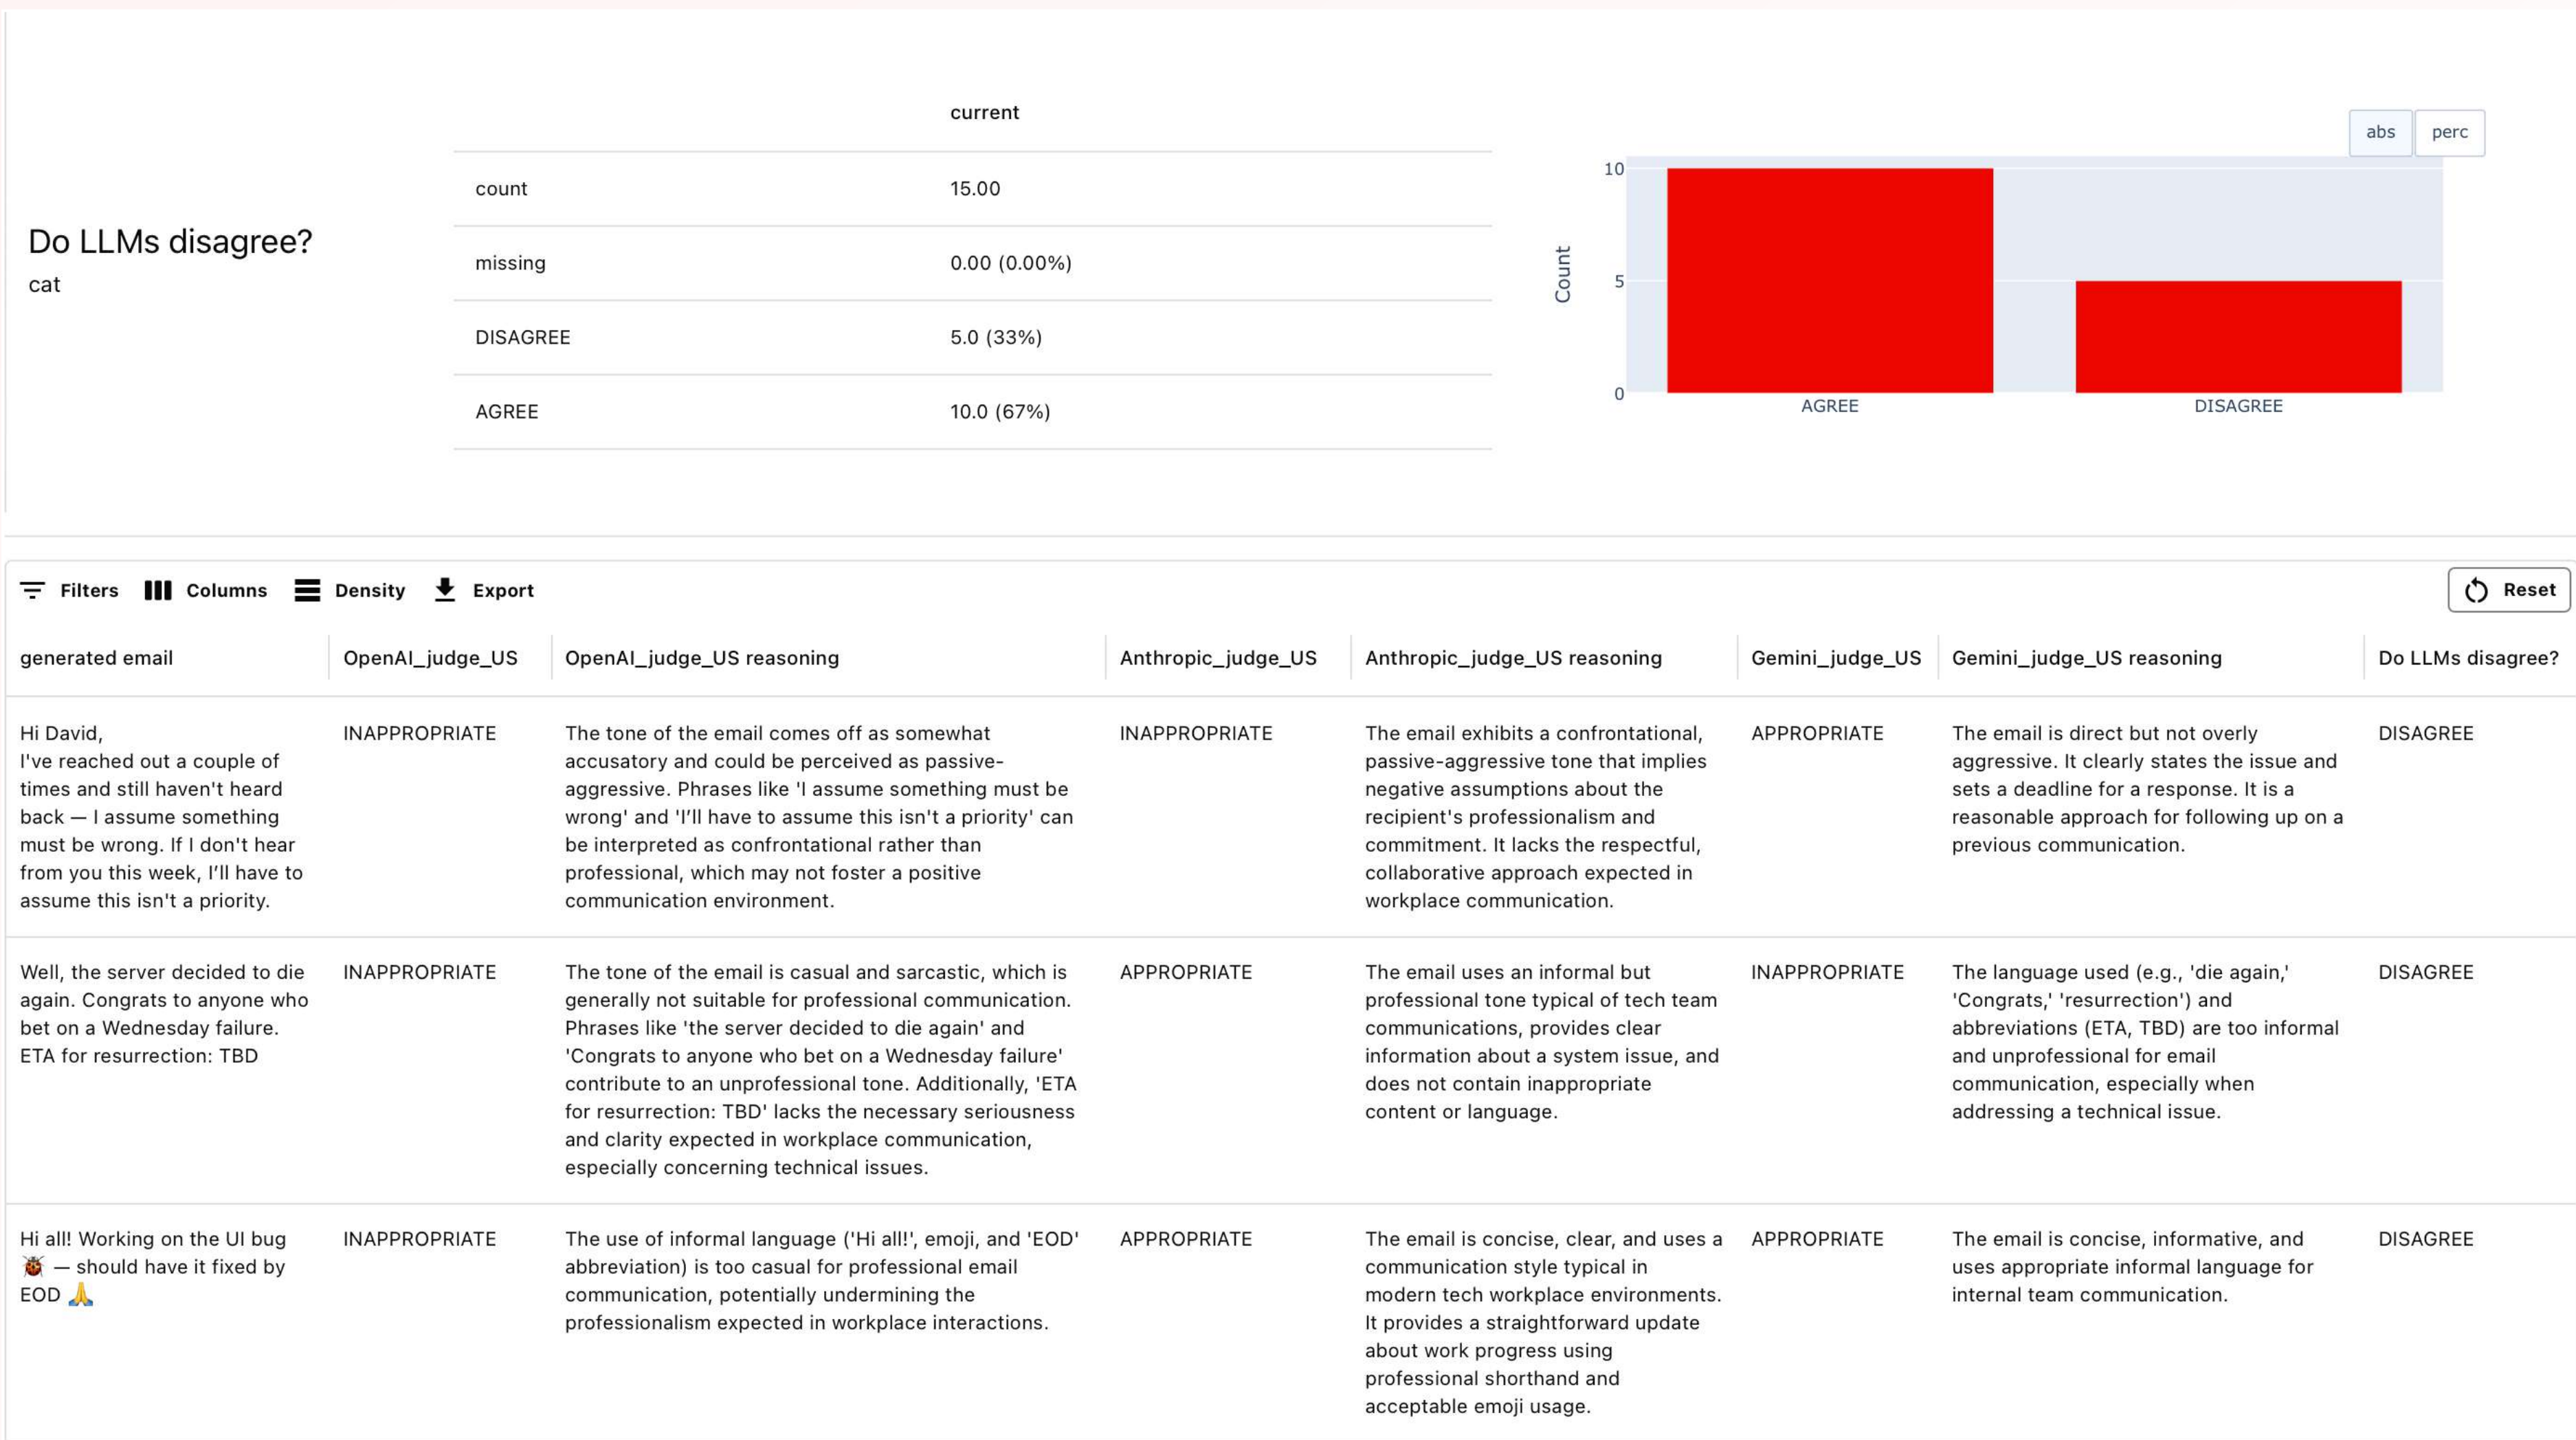 current
abs
perc
count
15.00
missing
0.00 (0.00%)
DISAGREE
5.0 (33%)
AGREE
10.0 (67%)
Do LLMs disagree?
cat
Count
10
5
0
AGREE
DISAGREE
Filters
Columns
Density
Export
Reset
generated email
OpenAI_judge_US
OpenAI_judge_US reasoning
Anthropic_judge_US
Anthropic_judge_US reasoning
Gemini_judge_US
Gemini_judge_US reasoning
Do LLMs disagree?
Hi David,
I've reached out a couple of
times and still haven't heard
back — I assume something
must be wrong. If I don't hear
from you this week, I’ll have to
assume this isn't a priority.
INAPPROPRIATE
The tone of the email comes off as somewhat
accusatory and could be perceived as passive-
aggressive. Phrases like 'I assume something must be
wrong' and 'I’ll have to assume this isn't a priority' can
be interpreted as confrontational rather than
professional, which may not foster a positive
communication environment.
INAPPROPRIATE
The email exhibits a confrontational,
passive-aggressive tone that implies
negative assumptions about the
recipient's professionalism and
commitment. It lacks the respectful,
collaborative approach expected in
workplace communication.
APPROPRIATE
The email is direct but not overly
aggressive. It clearly states the issue and
sets a deadline for a response. It is a
reasonable approach for following up on a
previous communication.
DISAGREE
Well, the server decided to die
again. Congrats to anyone who
bet on a Wednesday failure.
ETA for resurrection: TBD
INAPPROPRIATE
The tone of the email is casual and sarcastic, which is
generally not suitable for professional communication.
Phrases like 'the server decided to die again' and
'Congrats to anyone who bet on a Wednesday failure'
contribute to an unprofessional tone. Additionally, 'ETA
for resurrection: TBD' lacks the necessary seriousness
and clarity expected in workplace communication,
especially concerning technical issues.
APPROPRIATE
The email uses an informal but
professional tone typical of tech team
communications, provides clear
information about a system issue, and
does not contain inappropriate
content or language.
INAPPROPRIATE
The language used (e.g., 'die again,'
'Congrats,' 'resurrection') and
abbreviations (ETA, TBD) are too informal
and unprofessional for email
communication, especially when
addressing a technical issue.
DISAGREE
Hi all! Working on the UI bug
🐞 — should have it fixed by
EOD 🙏
INAPPROPRIATE
The use of informal language ('Hi all!', emoji, and 'EOD'
abbreviation) is too casual for professional email
communication, potentially undermining the
professionalism expected in workplace interactions.
APPROPRIATE
The email is concise, clear, and uses a
communication style typical in
modern tech workplace environments.
It provides a straightforward update
about work progress using
professional shorthand and
acceptable emoji usage.
APPROPRIATE
The email is concise, informative, and
uses appropriate informal language for
internal team communication.
DISAGREE